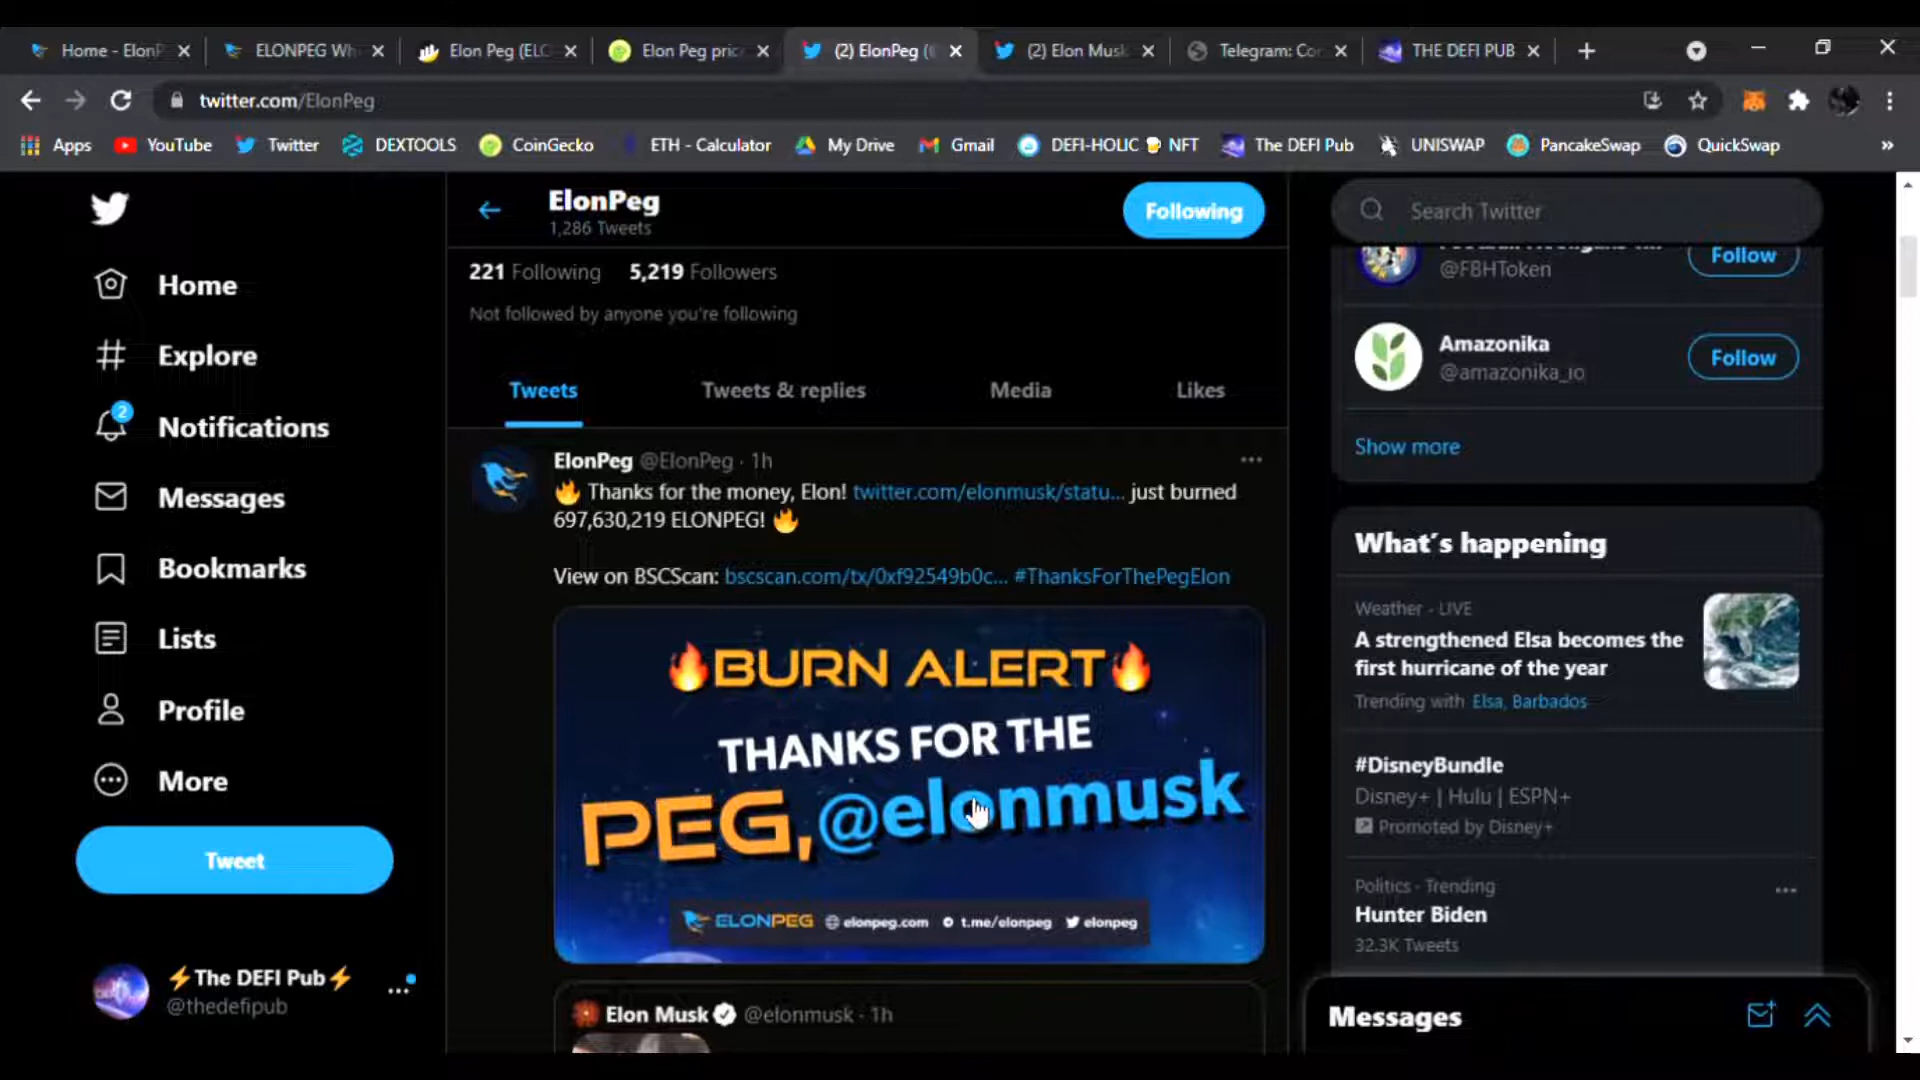 Home - ElonP
ELONPEG Wh
Elon Peg (ELO
Elon Peg pric
(2) ElonPeg (
(2) Elon Musk
Telegram: Co
THE DEFI PUB
twitter.com/ElonPeg
Apps
YouTube
Twitter
DEXTOOLS
CoinGecko
ETH - Calculator
My Drive
Gmail
DEFI-HOLIC 🍺 NFT
The DEFI Pub
UNISWAP
PancakeSwap
QuickSwap
»
Home
Explore
2
Notifications
Messages
Bookmarks
Lists
Profile
More
Tweet
⚡The DEFI Pub⚡
@thedefipub
ElonPeg
1,286 Tweets
Following
221 Following 5,219 Followers
Not followed by anyone you're following
Tweets
Tweets & replies
Media
Likes
ElonPeg @ElonPeg · 1h
🔥 Thanks for the money, Elon! twitter.com/elonmusk/statu... just burned
697,630,219 ELONPEG! 🔥
View on BSCScan: bscscan.com/tx/0xf92549b0c... #ThanksForThePegElon
🔥BURN ALERT🔥
THANKS FOR THE
PEG, @elonmusk
ELONPEG elonpeg.com t.me/elonpeg elonpeg
Elon Musk @elonmusk · 1h
Search Twitter
@FBHToken
Follow
Amazonika
@amazonika_io
Follow
Show more
What's happening
Weather · LIVE
A strengthened Elsa becomes the
first hurricane of the year
Trending with Elsa, Barbados
#DisneyBundle
Disney+ | Hulu | ESPN+
Promoted by Disney+
Politics · Trending
Hunter Biden
32.3K Tweets
Messages